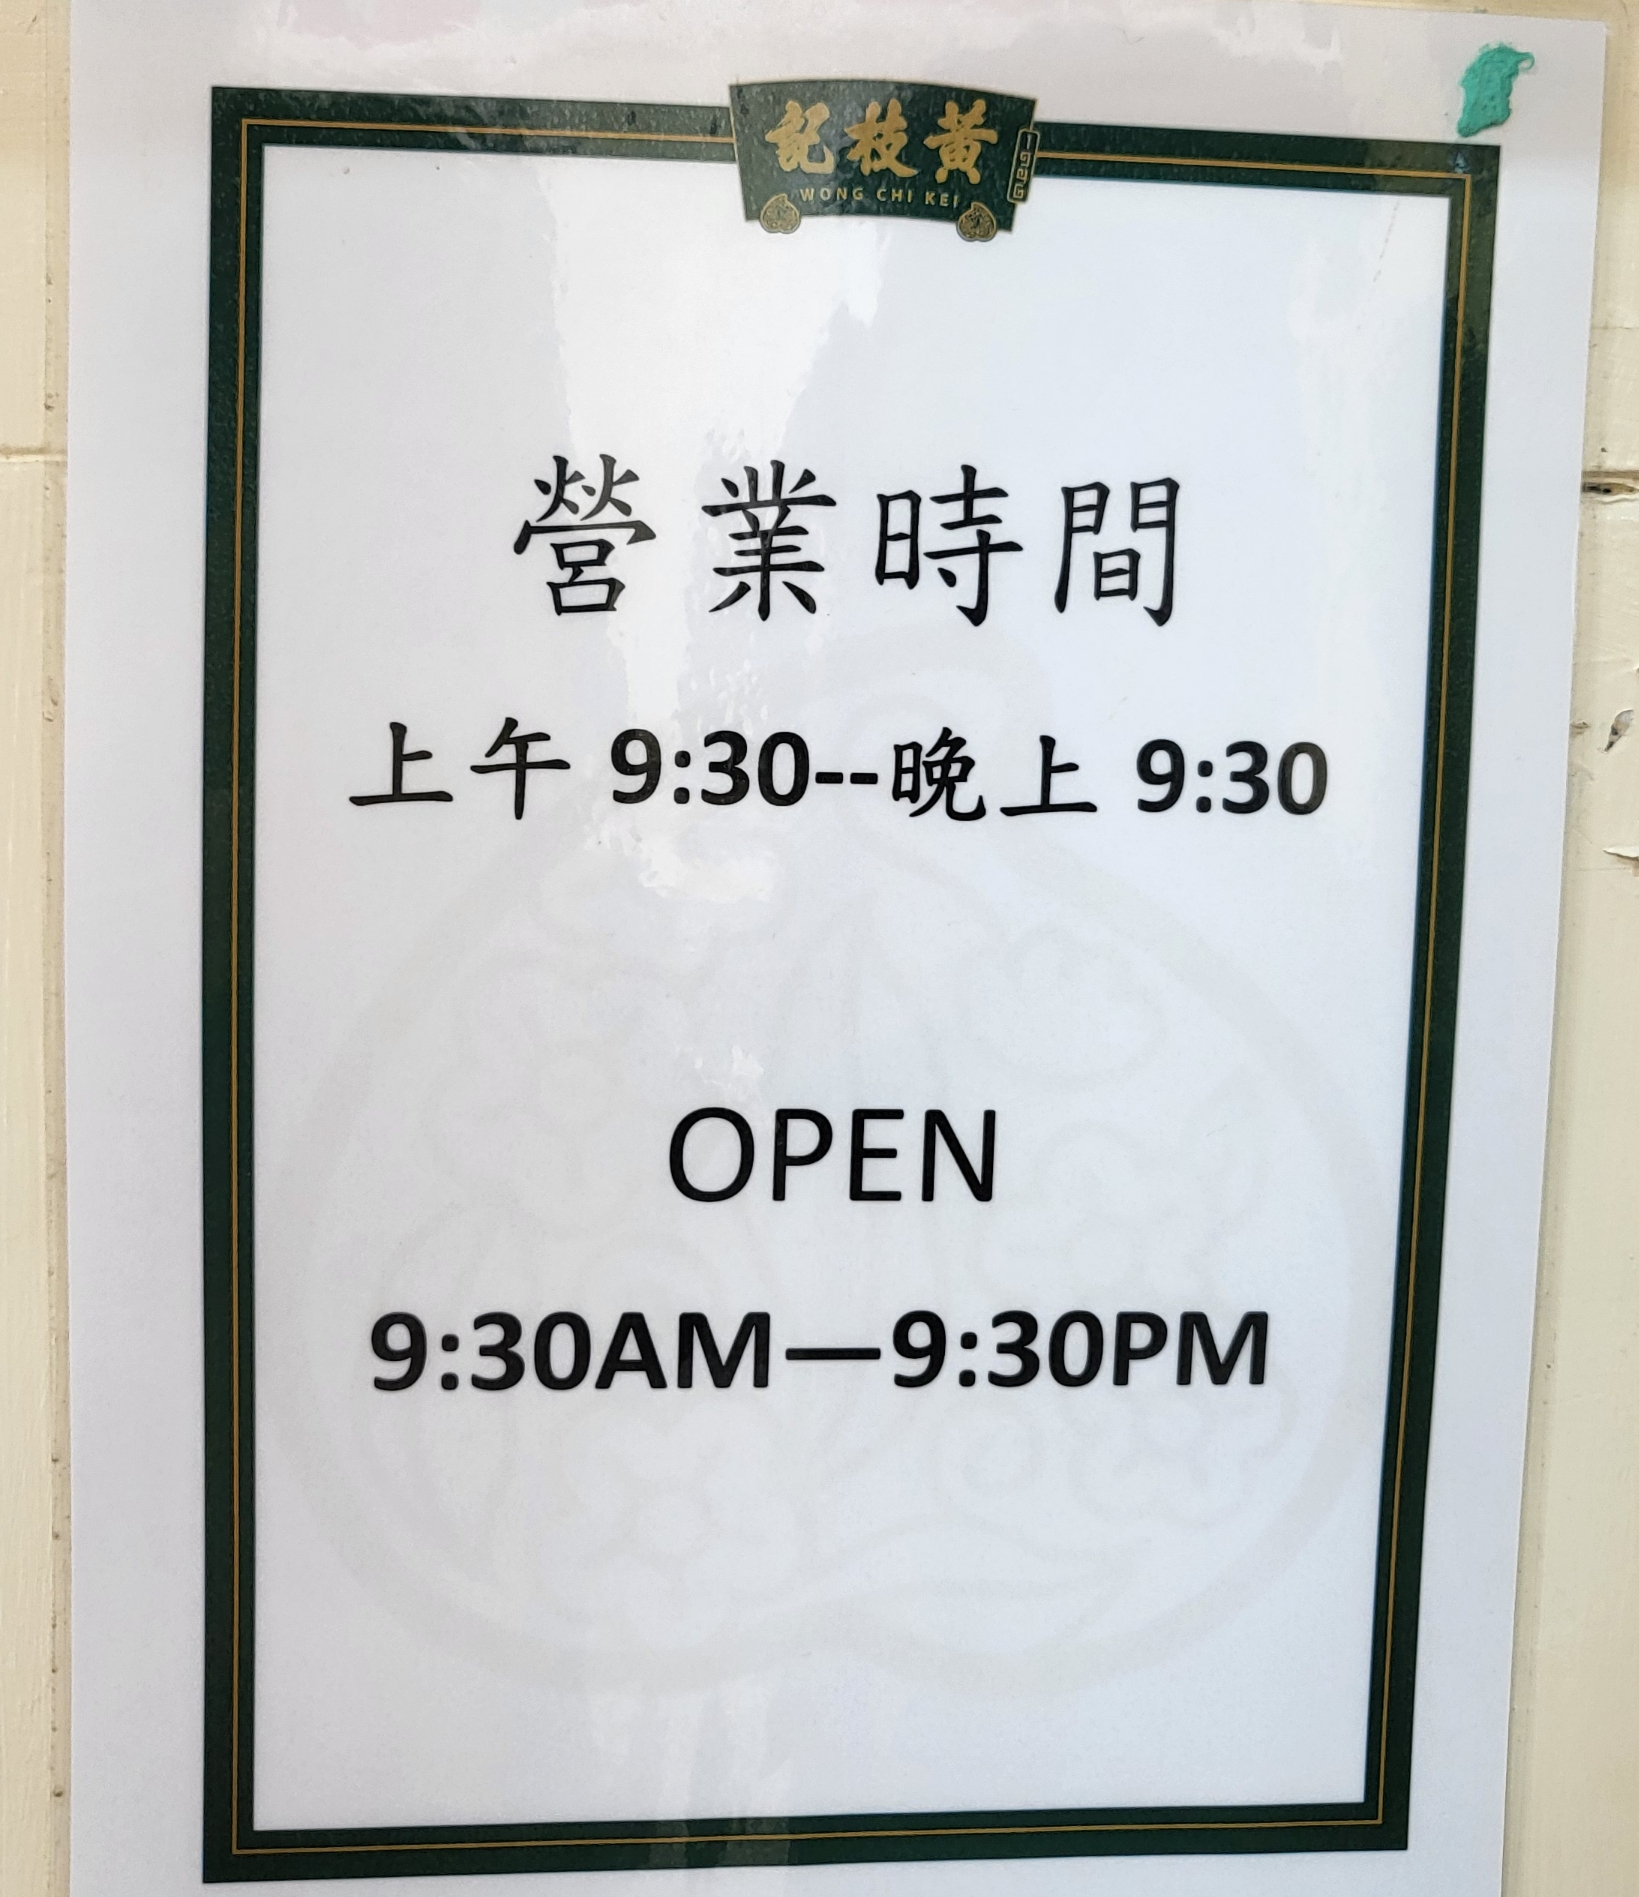 記枝黃
WONG CHI KEI
營業時間
上午 9:30--晚上 9:30
OPEN
9:30AM—9:30PM